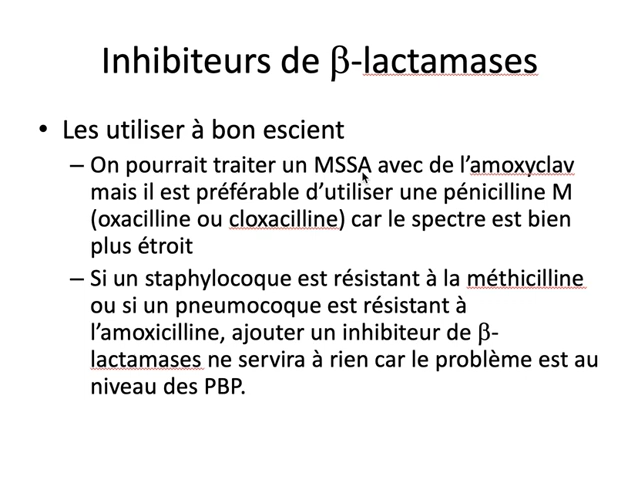 Inhibiteurs de β-lactamases
• Les utiliser à bon escient
– On pourrait traiter un MSSA avec de l’amoxyclav
mais il est préférable d’utiliser une pénicilline M
(oxacilline ou cloxacilline) car le spectre est bien
plus étroit
– Si un staphylocoque est résistant à la méthicilline
ou si un pneumocoque est résistant à
l’amoxicilline, ajouter un inhibiteur de β-
lactamases ne servira à rien car le problème est au
niveau des PBP.